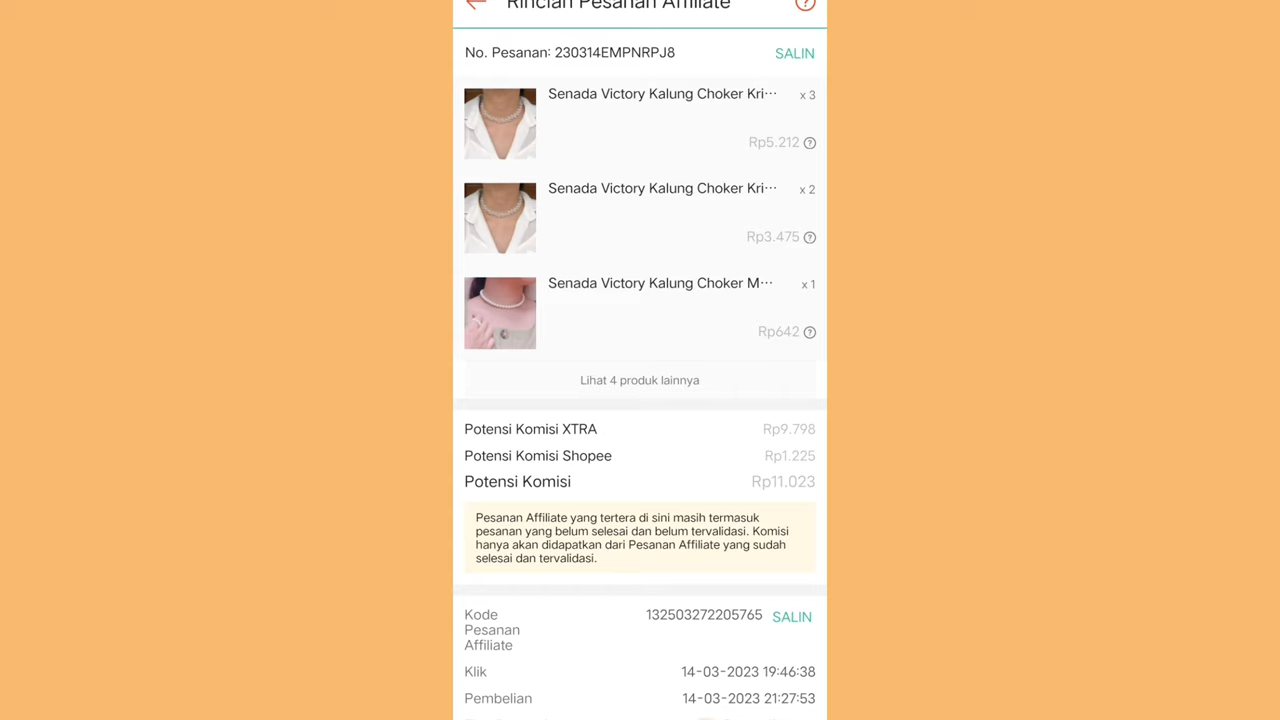 Rincian Pesanan Affiliate
No. Pesanan: 230314EMPNRPJ8 SALIN
Senada Victory Kalung Choker Kri··· x 3
Rp5.212
Senada Victory Kalung Choker Kri··· x 2
Rp3.475
Senada Victory Kalung Choker M··· x 1
Rp642
Lihat 4 produk lainnya
Potensi Komisi XTRA Rp9.798
Potensi Komisi Shopee Rp1.225
Potensi Komisi Rp11.023
Pesanan Affiliate yang tertera di sini masih termasuk
pesanan yang belum selesai dan belum tervalidasi. Komisi
hanya akan didapatkan dari Pesanan Affiliate yang sudah
selesai dan tervalidasi.
Kode 132503272205765 SALIN
Pesanan
Affiliate
Klik 14-03-2023 19:46:38
Pembelian 14-03-2023 21:27:53